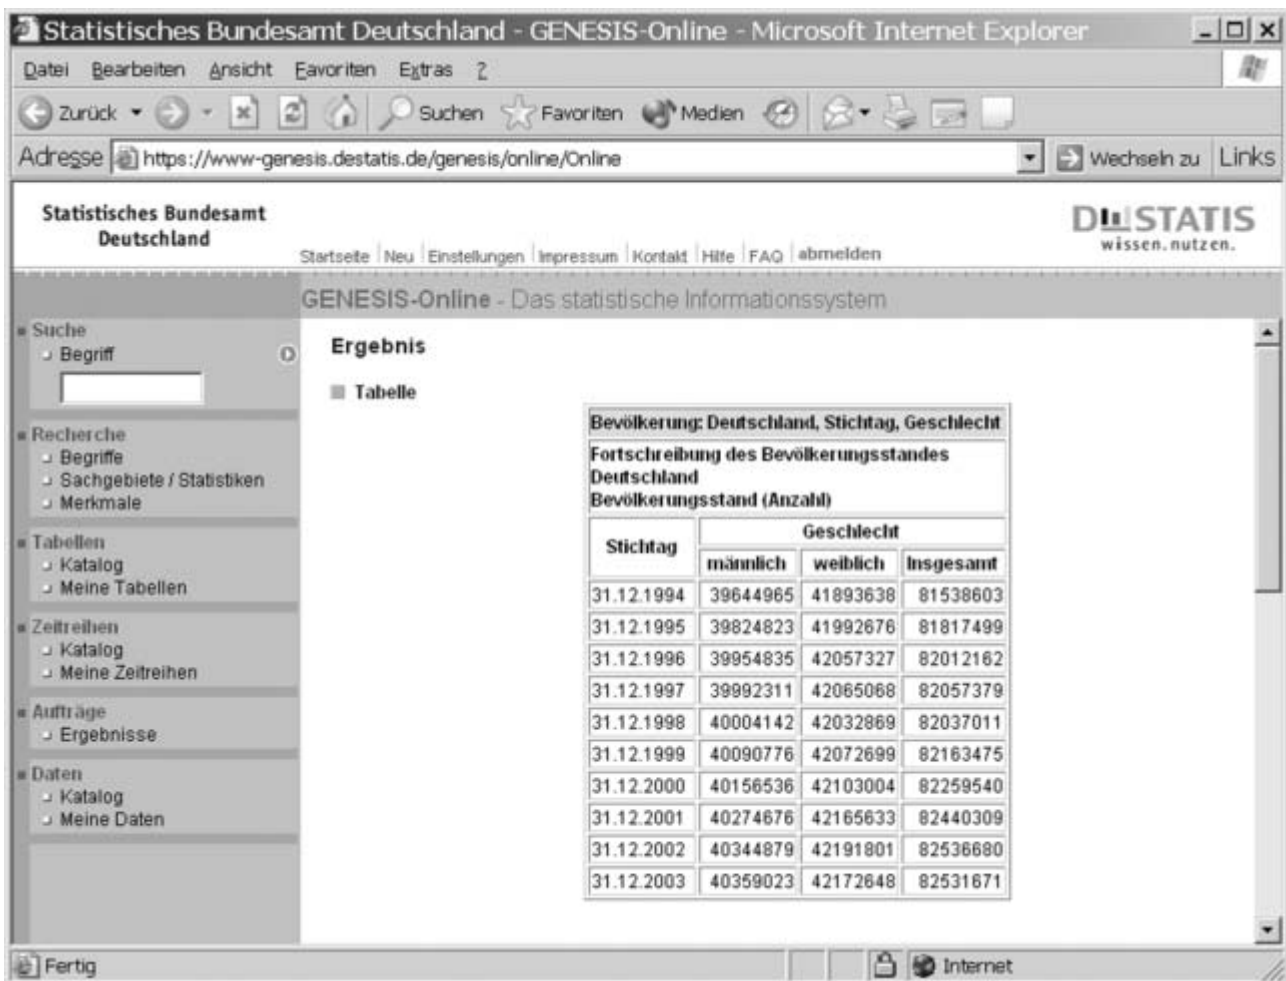 Statistisches Bundesamt Deutschland - GENESIS-Online - Microsoft Internet Explorer
Datei Bearbeiten Ansicht Favoriten Extras ?
Zurück Suchen Favoriten Medien
Adresse https://www-genesis.destatis.de/genesis/online/Online Wechseln zu Links
Statistisches Bundesamt
Deutschland
DESTATIS
wissen.nutzen.
Startseite Neu Einstellungen Impressum Kontakt Hilfe FAQ abmelden
GENESIS-Online - Das statistische Informationssystem
Suche
Begriff
Recherche
Begriffe
Sachgebiete / Statistiken
Merkmale
Tabellen
Katalog
Meine Tabellen
Zeitreihen
Katalog
Meine Zeitreihen
Aufträge
Ergebnisse
Daten
Katalog
Meine Daten
Ergebnis
Tabelle
Bevölkerung: Deutschland, Stichtag, Geschlecht
Fortschreibung des Bevölkerungsstandes
Deutschland
Bevölkerungsstand (Anzahl)
Stichtag Geschlecht
männlich weiblich Insgesamt
31.12.1994 39644965 41893638 81538603
31.12.1995 39824823 41992676 81817499
31.12.1996 39954835 42057327 82012162
31.12.1997 39992311 42065068 82057379
31.12.1998 40004142 42032869 82037011
31.12.1999 40090776 42072699 82163475
31.12.2000 40156536 42103004 82259540
31.12.2001 40274676 42165633 82440309
31.12.2002 40344879 42191801 82536680
31.12.2003 40359023 42172648 82531671
Fertig Internet